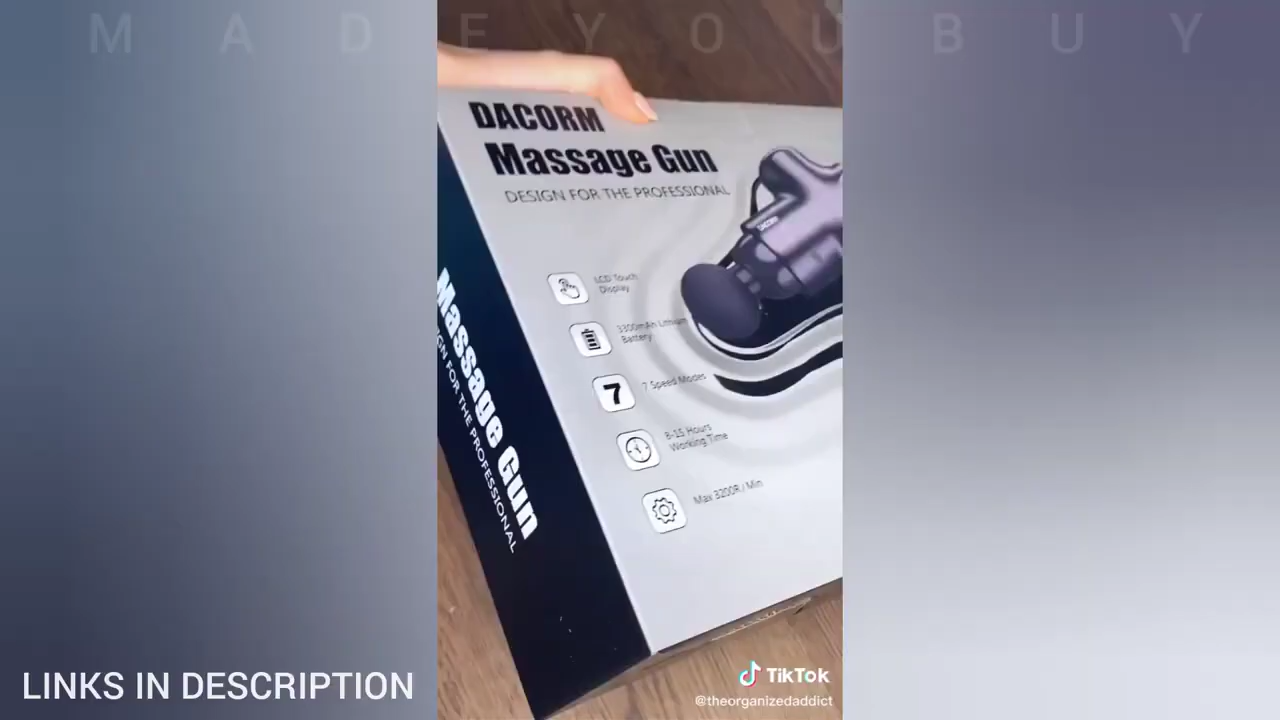 M A D E Y O U B U Y
DACORM
Massage Gun
DESIGN FOR THE PROFESSIONAL
DACORM
LCD Touch
Display
3300mAh Lithium
Battery
7
7 Speed Modes
8-15 Hours
Working Time
Max 3200R / Min
Massage Gun
DESIGN FOR THE PROFESSIONAL
LINKS IN DESCRIPTION
TikTok
@theorganizedaddict